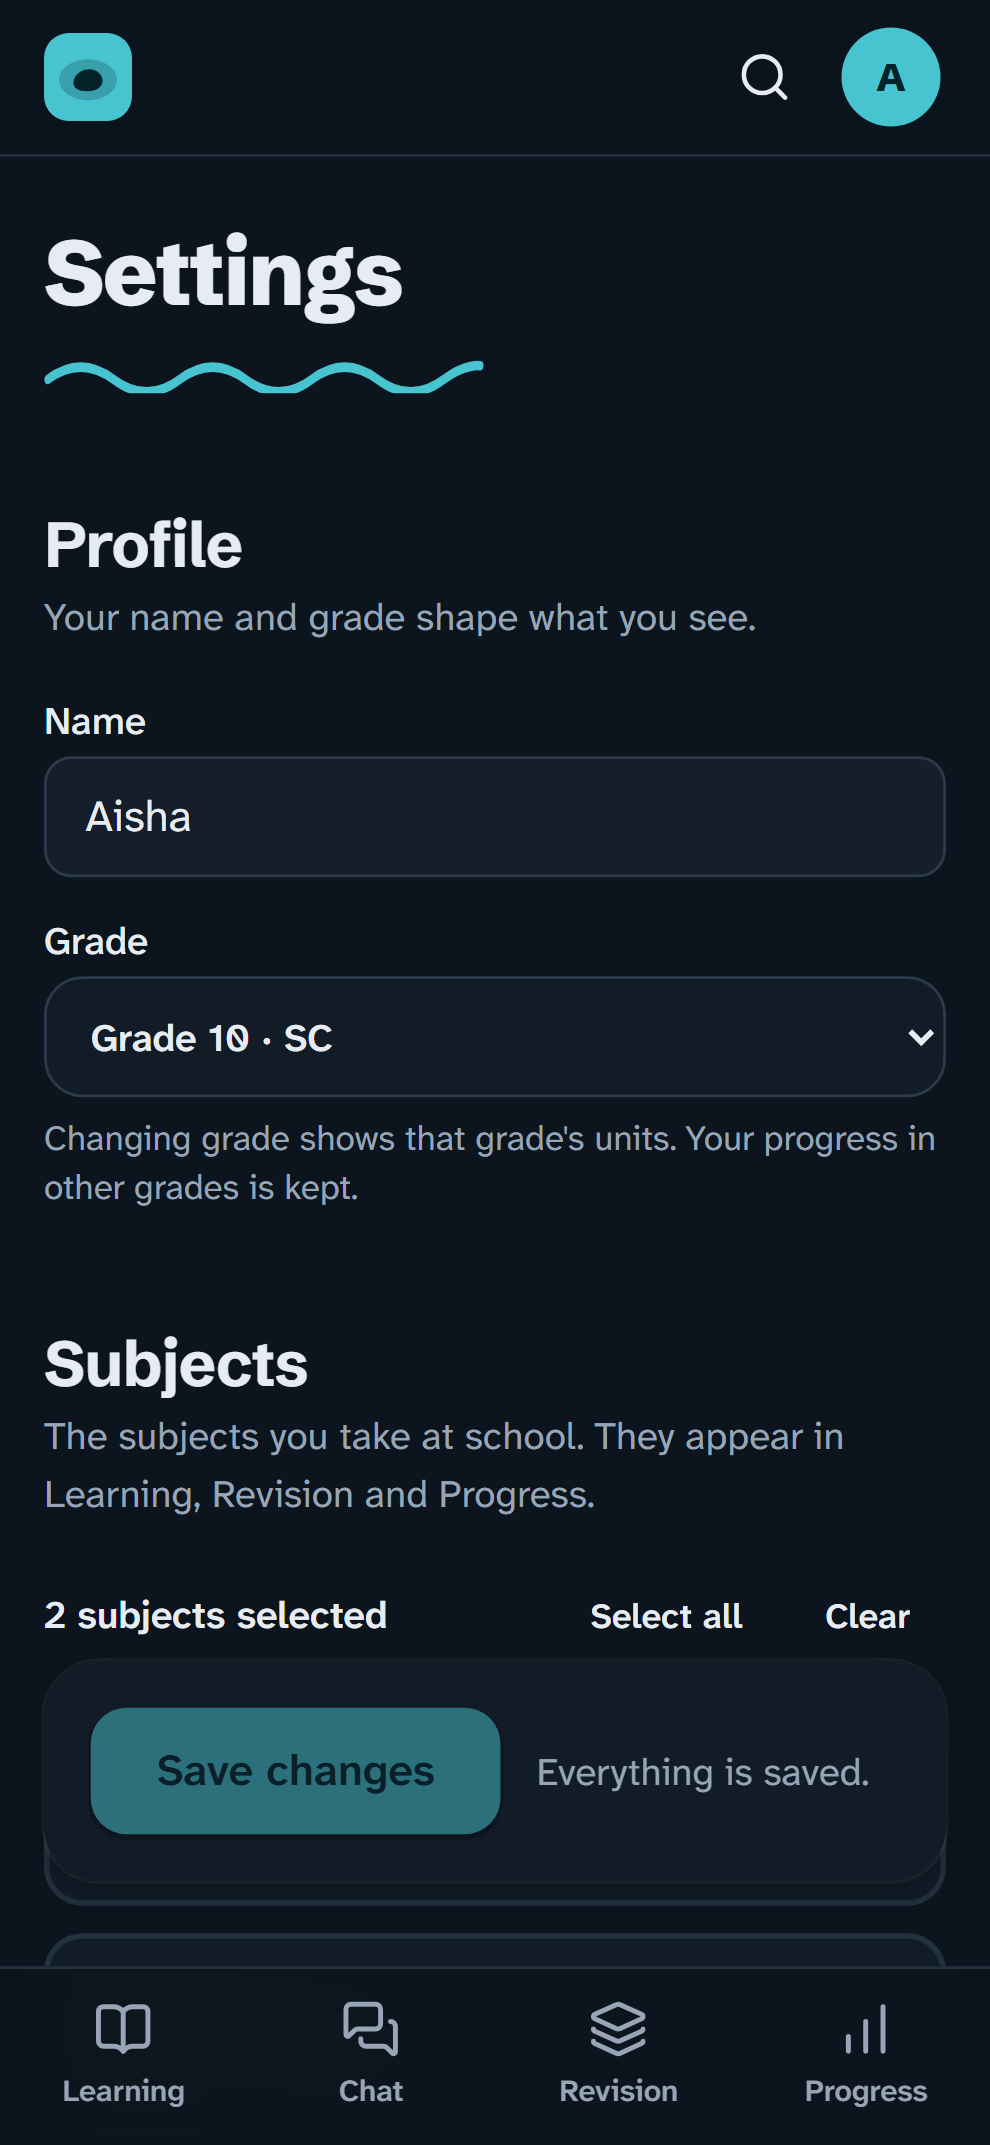 A
Settings
Profile
Your name and grade shape what you see.
Name
Aisha
Grade
Grade 10 · SC
Changing grade shows that grade's units. Your progress in
other grades is kept.
Subjects
The subjects you take at school. They appear in
Learning, Revision and Progress.
2 subjects selected Select all Clear
Save changes Everything is saved.
Learning Chat Revision Progress